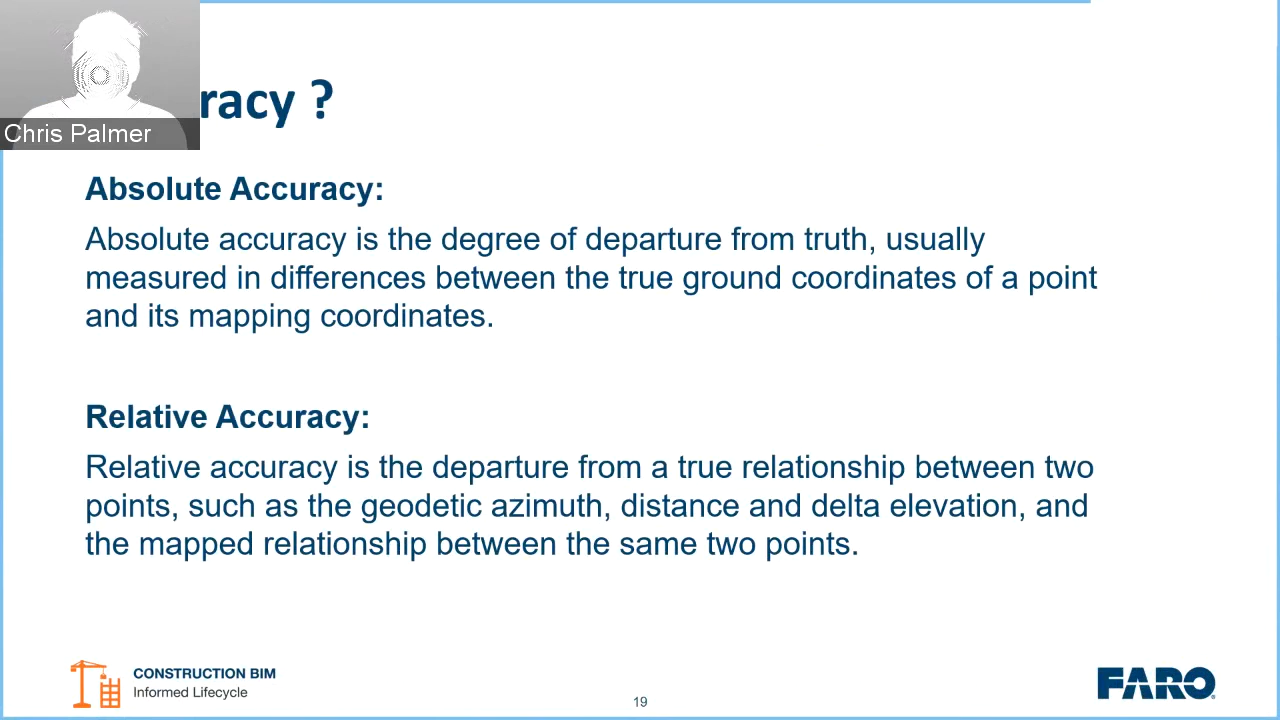 racy ?
Chris Palmer
Absolute Accuracy:
Absolute accuracy is the degree of departure from truth, usually
measured in differences between the true ground coordinates of a point
and its mapping coordinates.
Relative Accuracy:
Relative accuracy is the departure from a true relationship between two
points, such as the geodetic azimuth, distance and delta elevation, and
the mapped relationship between the same two points.
CONSTRUCTION BIM
Informed Lifecycle
19
FARO